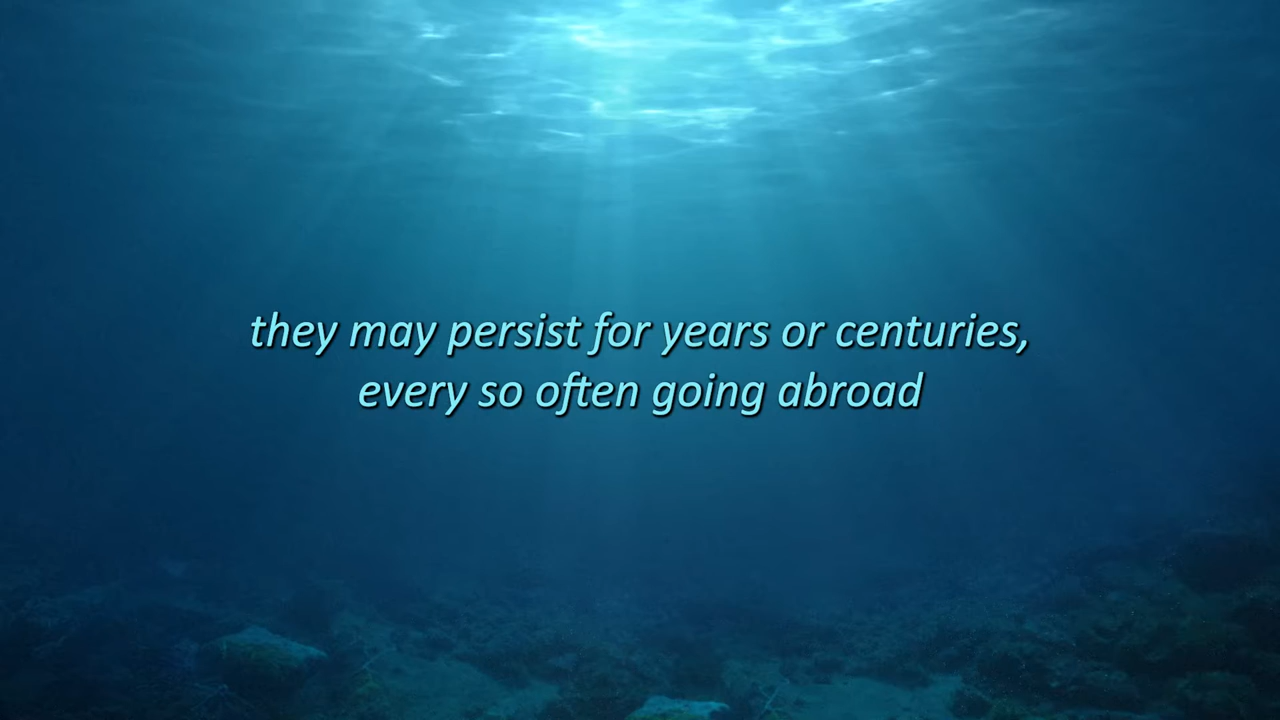 they may persist for years or centuries,
every so often going abroad